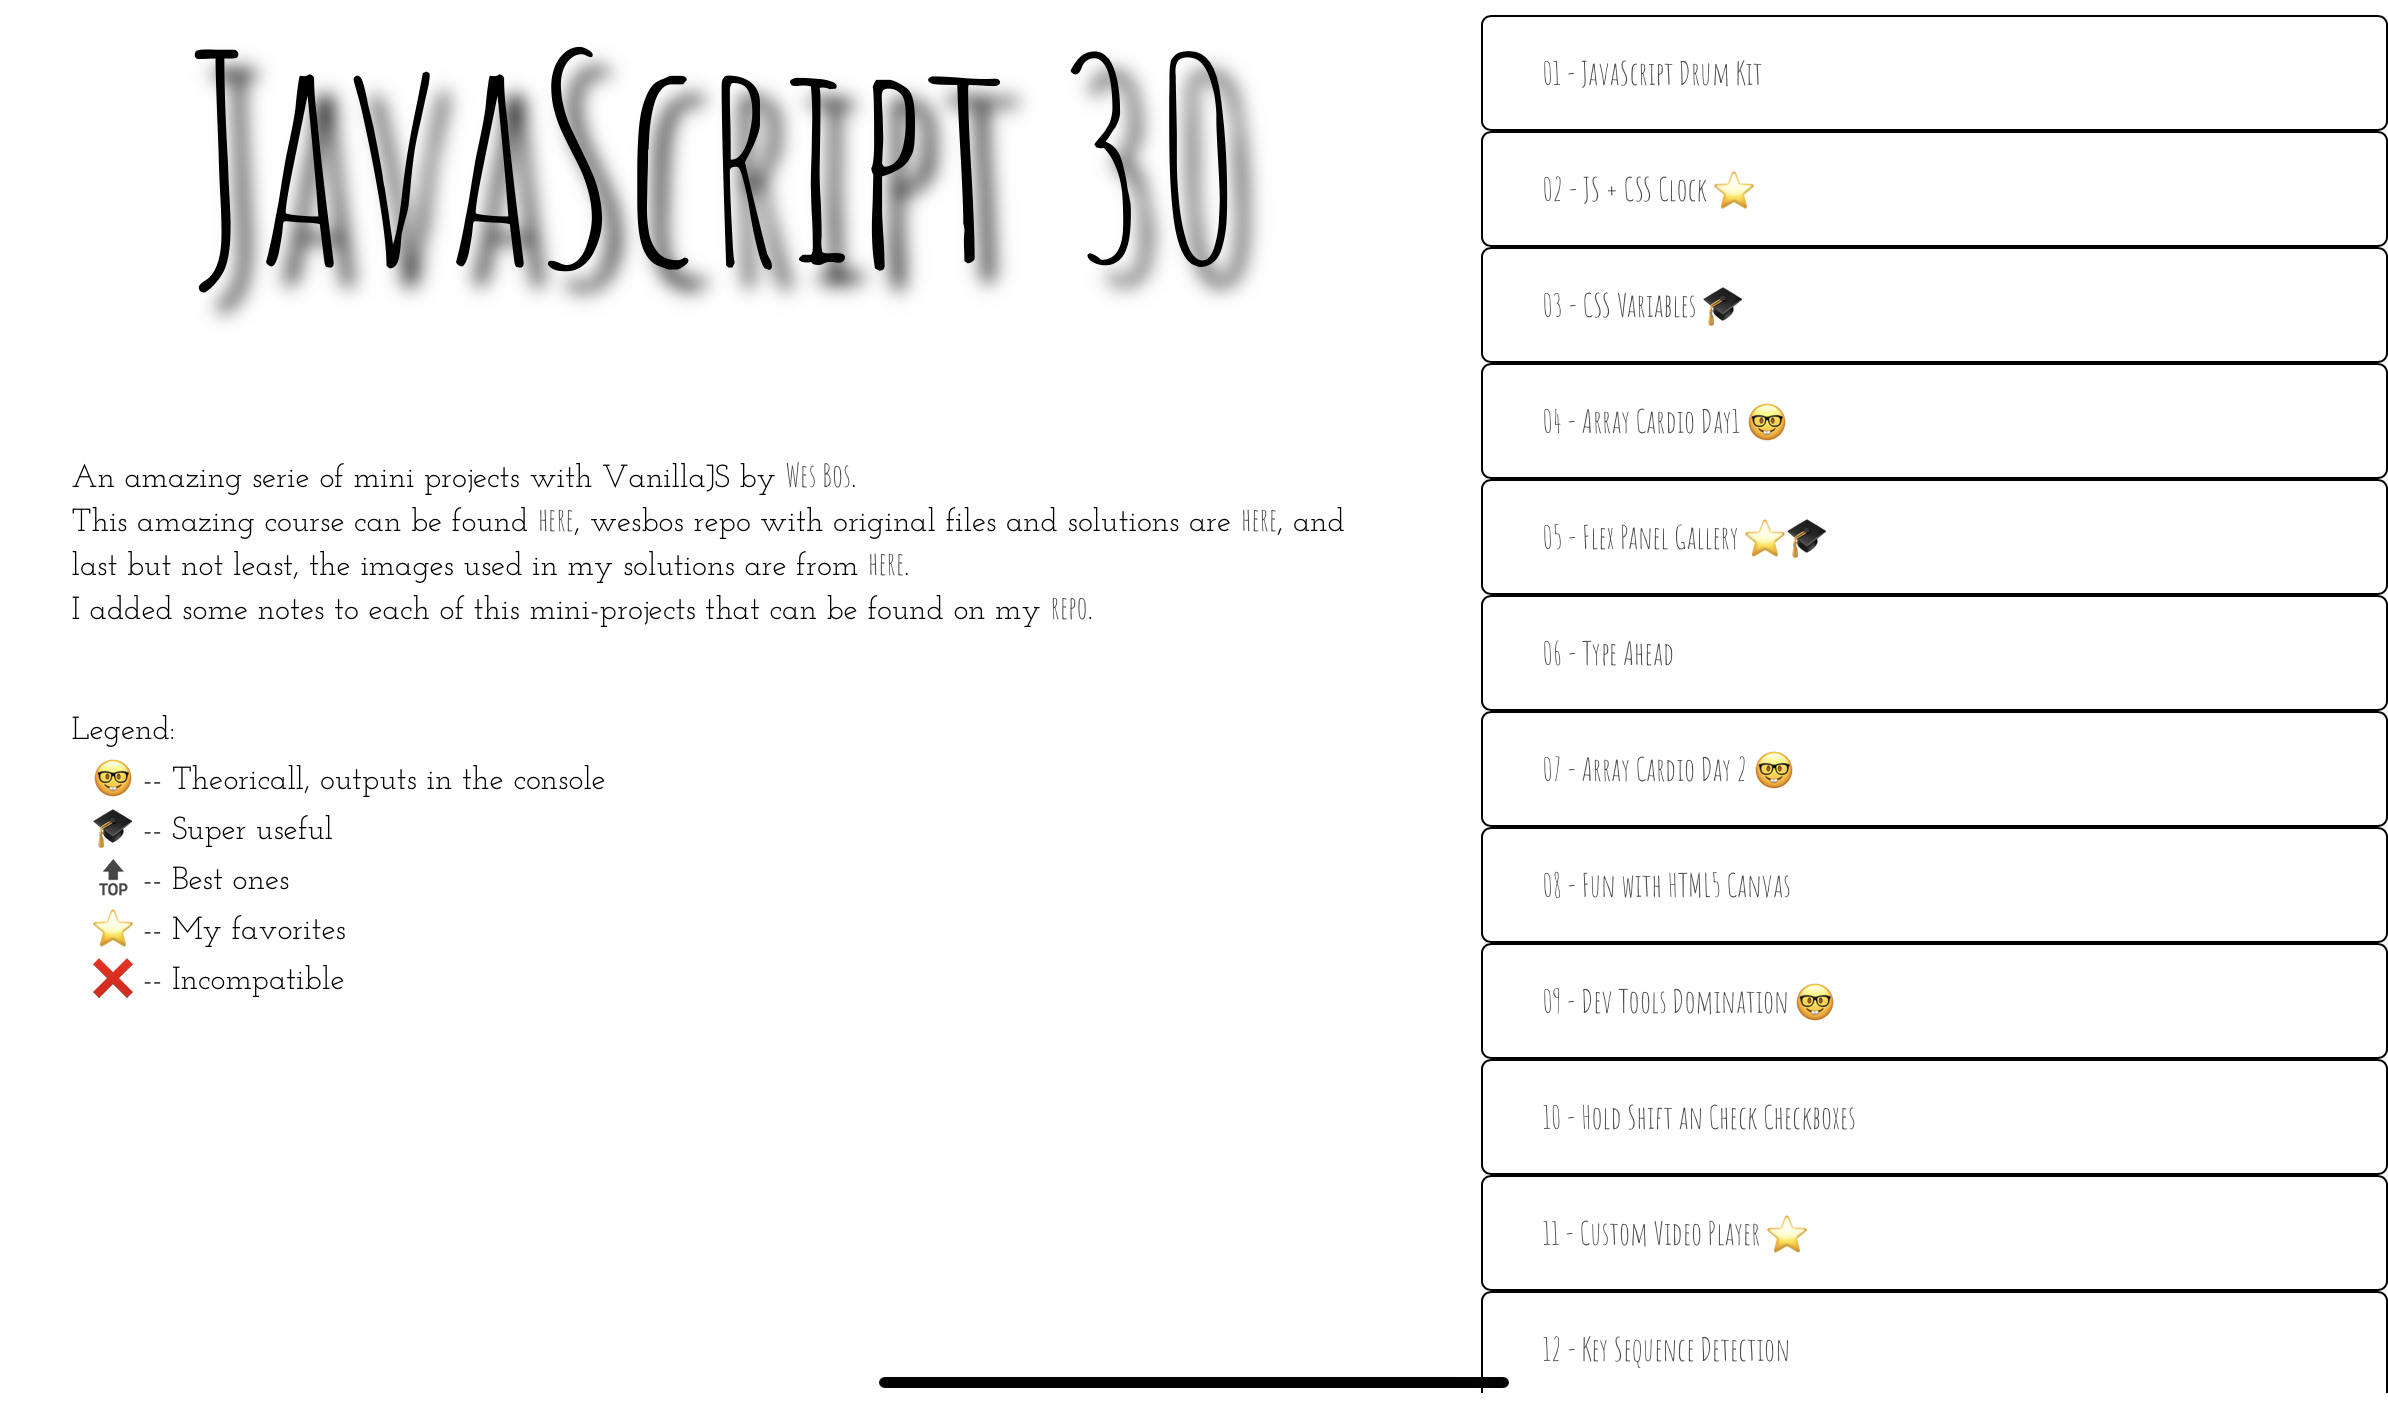 JavaScript 30
An amazing serie of mini projects with VanillaJS by Wes Bos.
This amazing course can be found here, wesbos repo with original files and solutions are here, and
last but not least, the images used in my solutions are from here.
I added some notes to each of this mini-projects that can be found on my repo.
Legend:
🤓 -- Theoricall, outputs in the console
🎓 -- Super useful
🔝 -- Best ones
⭐ -- My favorites
❌ -- Incompatible
01 - JavaScript Drum Kit
02 - JS + CSS Clock ⭐
03 - CSS Variables 🎓
04 - Array Cardio Day1 🤓
05 - Flex Panel Gallery ⭐🎓
06 - Type Ahead
07 - Array Cardio Day 2 🤓
08 - Fun with HTML5 Canvas
09 - Dev Tools Domination 🤓
10 - Hold Shift an Check Checkboxes
11 - Custom Video Player ⭐
12 - Key Sequence Detection